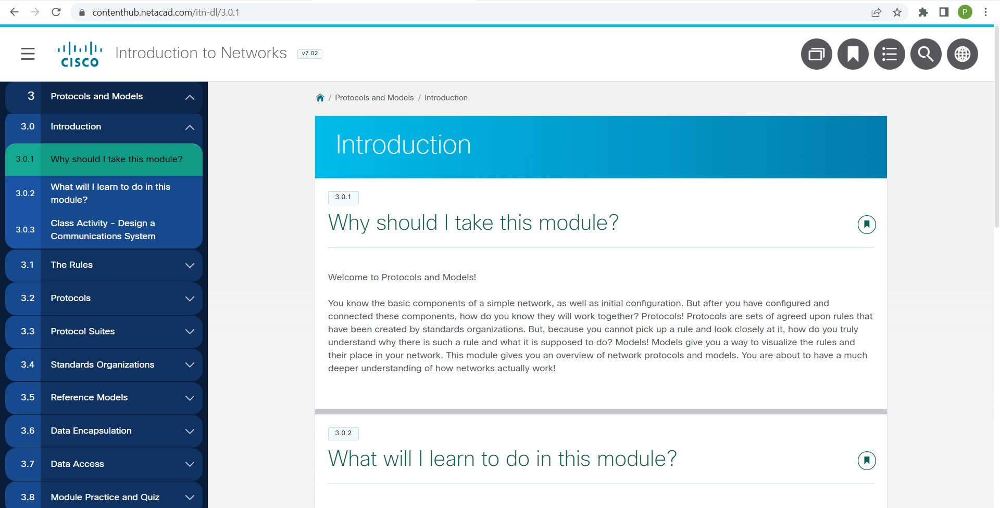 contenthub.netacad.com/itn-dl/3.0.1
P
CISCO
Introduction to Networks
v7.02
3 Protocols and Models
3.0 Introduction
3.0.1 Why should I take this module?
3.0.2 What will I learn to do in this
module?
3.0.3 Class Activity - Design a
Communications System
3.1 The Rules
3.2 Protocols
3.3 Protocol Suites
3.4 Standards Organizations
3.5 Reference Models
3.6 Data Encapsulation
3.7 Data Access
3.8 Module Practice and Quiz
/ Protocols and Models / Introduction
Introduction
3.0.1
Why should I take this module?
Welcome to Protocols and Models!
You know the basic components of a simple network, as well as initial configuration. But after you have configured and
connected these components, how do you know they will work together? Protocols! Protocols are sets of agreed upon rules that
have been created by standards organizations. But, because you cannot pick up a rule and look closely at it, how do you truly
understand why there is such a rule and what it is supposed to do? Models! Models give you a way to visualize the rules and
their place in your network. This module gives you an overview of network protocols and models. You are about to have a much
deeper understanding of how networks actually work!
3.0.2
What will I learn to do in this module?